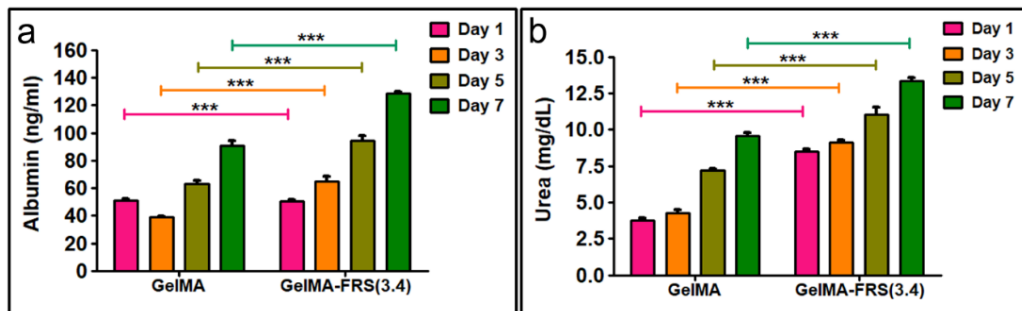 a
Albumin (ng/ml)
160
140
120
100
80
60
40
20
0
***
***
***
***
GelMA
GelMA-FRS(3.4)
Day 1
Day 3
Day 5
Day 7
b
Urea (mg/dL)
15.0
12.5
10.0
7.5
5.0
2.5
0.0
***
***
***
***
GelMA
GelMA-FRS(3.4)
Day 1
Day 3
Day 5
Day 7